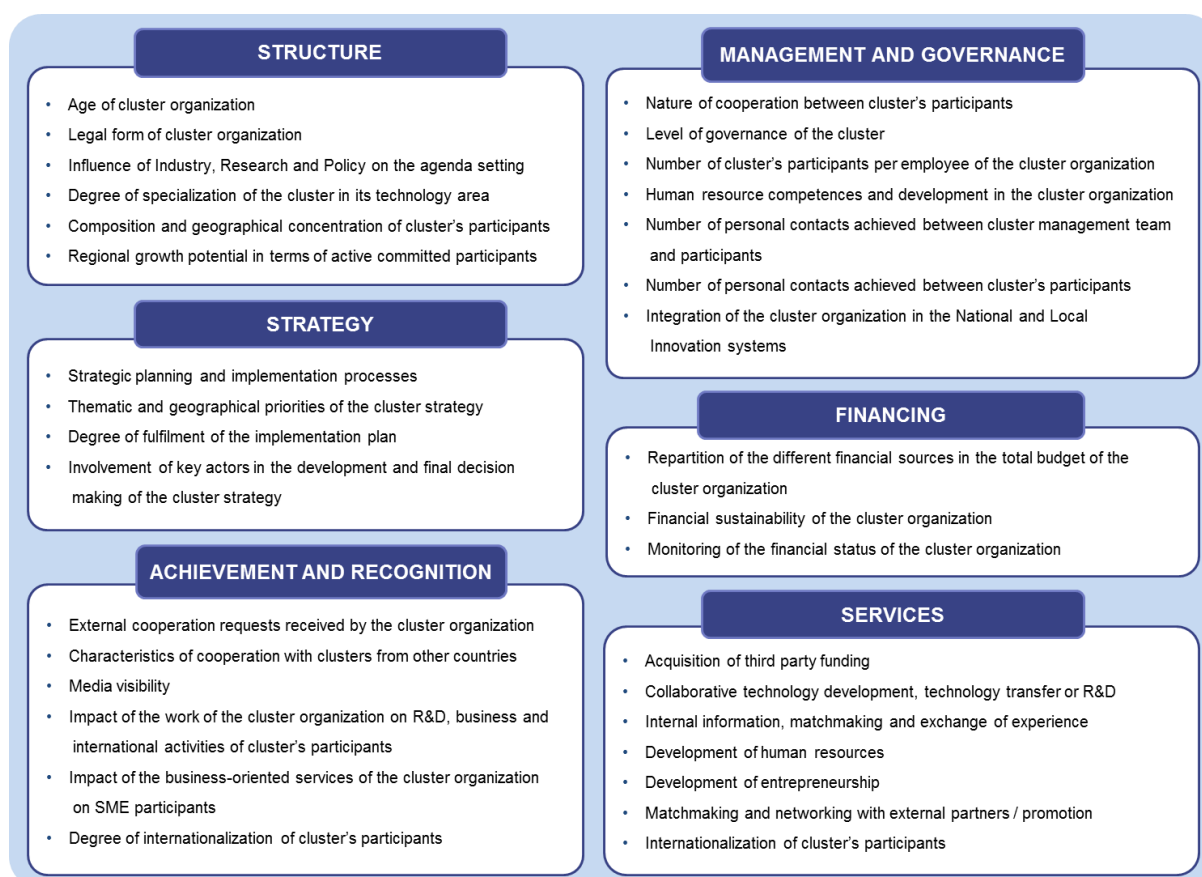 STRUCTURE
• Age of cluster organization
• Legal form of cluster organization
• Influence of Industry, Research and Policy on the agenda setting
• Degree of specialization of the cluster in its technology area
• Composition and geographical concentration of cluster's participants
• Regional growth potential in terms of active committed participants
STRATEGY
• Strategic planning and implementation processes
• Thematic and geographical priorities of the cluster strategy
• Degree of fulfilment of the implementation plan
• Involvement of key actors in the development and final decision
making of the cluster strategy
ACHIEVEMENT AND RECOGNITION
• External cooperation requests received by the cluster organization
• Characteristics of cooperation with clusters from other countries
• Media visibility
• Impact of the work of the cluster organization on R&D, business and
international activities of cluster's participants
• Impact of the business-oriented services of the cluster organization
on SME participants
• Degree of internationalization of cluster's participants
MANAGEMENT AND GOVERNANCE
• Nature of cooperation between cluster's participants
• Level of governance of the cluster
• Number of cluster's participants per employee of the cluster organization
• Human resource competences and development in the cluster organization
• Number of personal contacts achieved between cluster management team
and participants
• Number of personal contacts achieved between cluster's participants
• Integration of the cluster organization in the National and Local
Innovation systems
FINANCING
• Repartition of the different financial sources in the total budget of the
cluster organization
• Financial sustainability of the cluster organization
• Monitoring of the financial status of the cluster organization
SERVICES
• Acquisition of third party funding
• Collaborative technology development, technology transfer or R&D
• Internal information, matchmaking and exchange of experience
• Development of human resources
• Development of entrepreneurship
• Matchmaking and networking with external partners / promotion
• Internationalization of cluster's participants